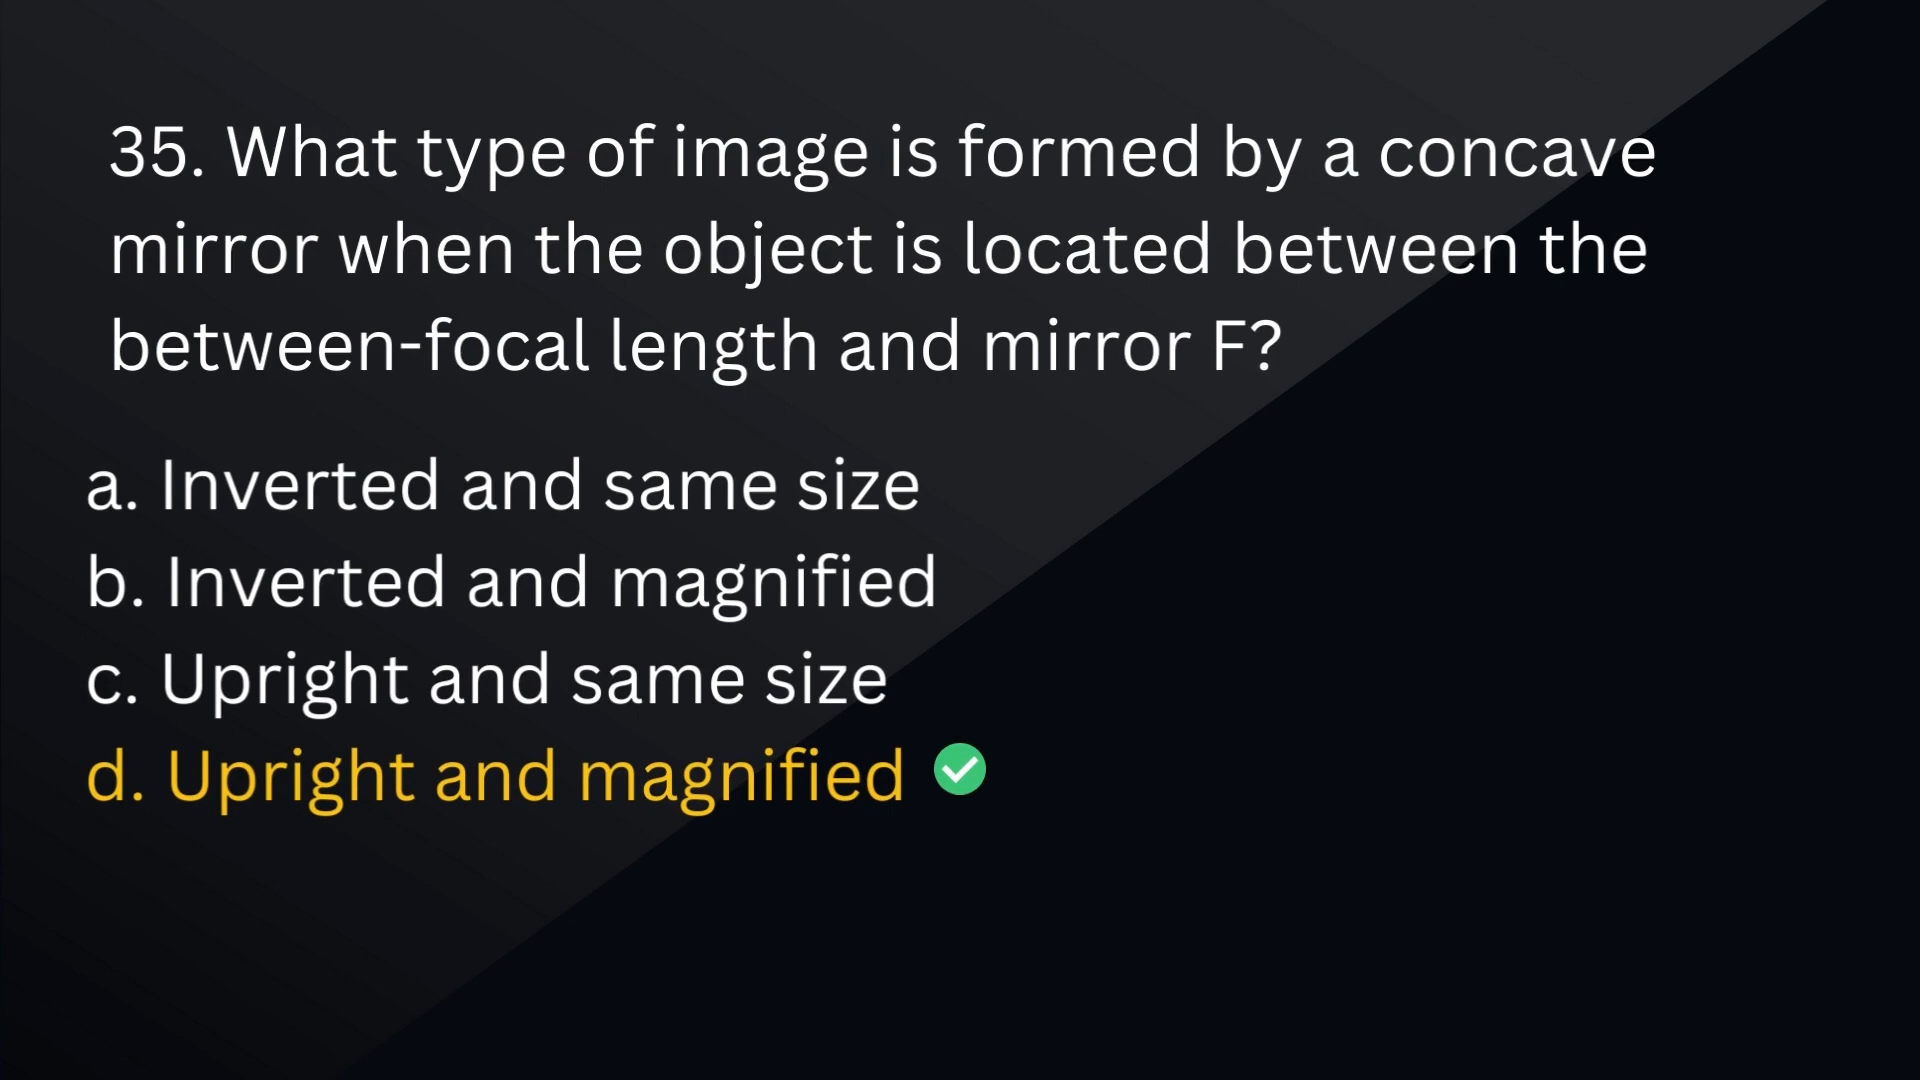 35. What type of image is formed by a concave
mirror when the object is located between the
between-focal length and mirror F?
a. Inverted and same size
b. Inverted and magnified
c. Upright and same size
d. Upright and magnified